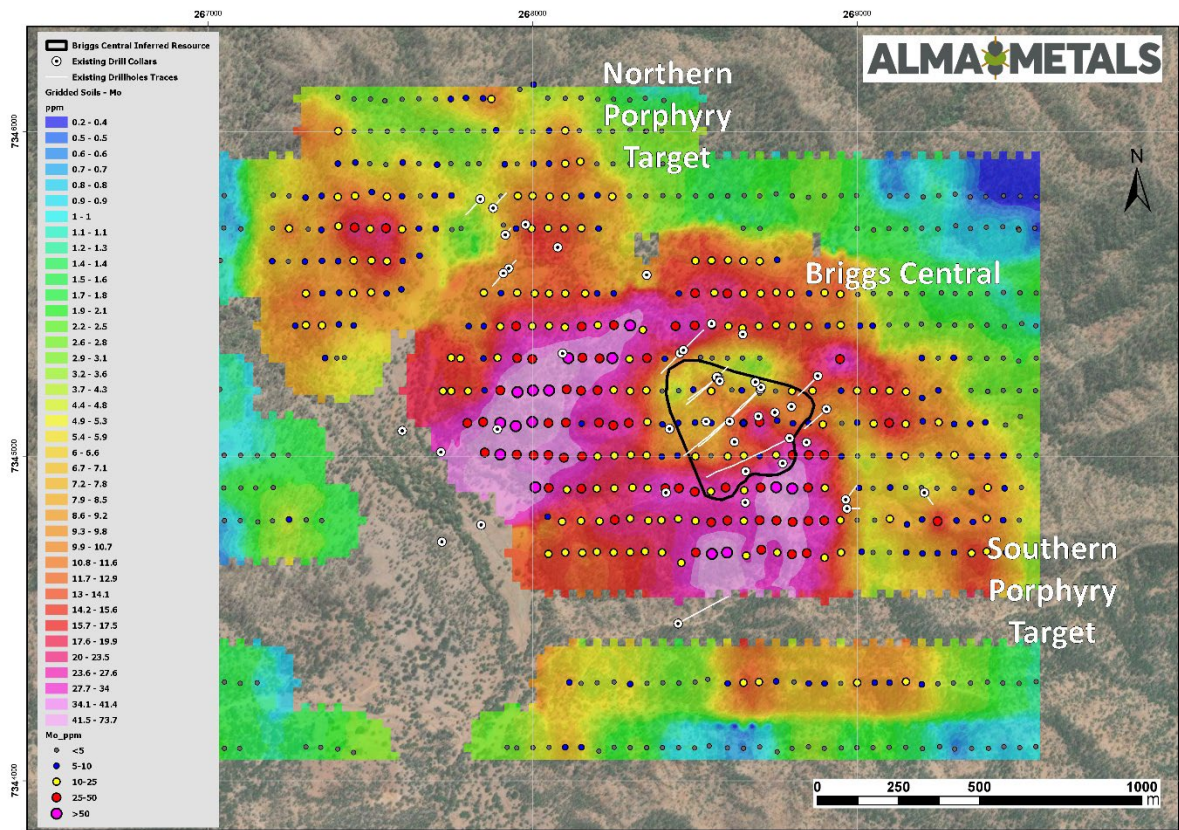 267000
268000
269000
7346000
7345000
7344000
Briggs Central Inferred Resource
Existing Drill Collars
Existing Drillholes Traces
Gridded Soils - Mo
ppm
0.2 - 0.4
0.5 - 0.5
0.6 - 0.6
0.7 - 0.7
0.8 - 0.8
0.9 - 0.9
1 - 1
1.1 - 1.1
1.2 - 1.3
1.4 - 1.4
1.5 - 1.6
1.7 - 1.8
1.9 - 2.1
2.2 - 2.5
2.6 - 2.8
2.9 - 3.1
3.2 - 3.6
3.7 - 4.3
4.4 - 4.8
4.9 - 5.3
5.4 - 5.9
6 - 6.6
6.7 - 7.1
7.2 - 7.8
7.9 - 8.5
8.6 - 9.2
9.3 - 9.8
9.9 - 10.7
10.8 - 11.6
11.7 - 12.9
13 - 14.1
14.2 - 15.6
15.7 - 17.5
17.6 - 19.9
20 - 23.5
23.6 - 27.6
27.7 - 34
34.1 - 41.4
41.5 - 73.7
Mo_ppm
<5
5-10
10-25
25-50
>50
ALMA METALS
Northern
Porphyry
Target
N
Briggs Central
Southern
Porphyry
Target
0 250 500 1000
m